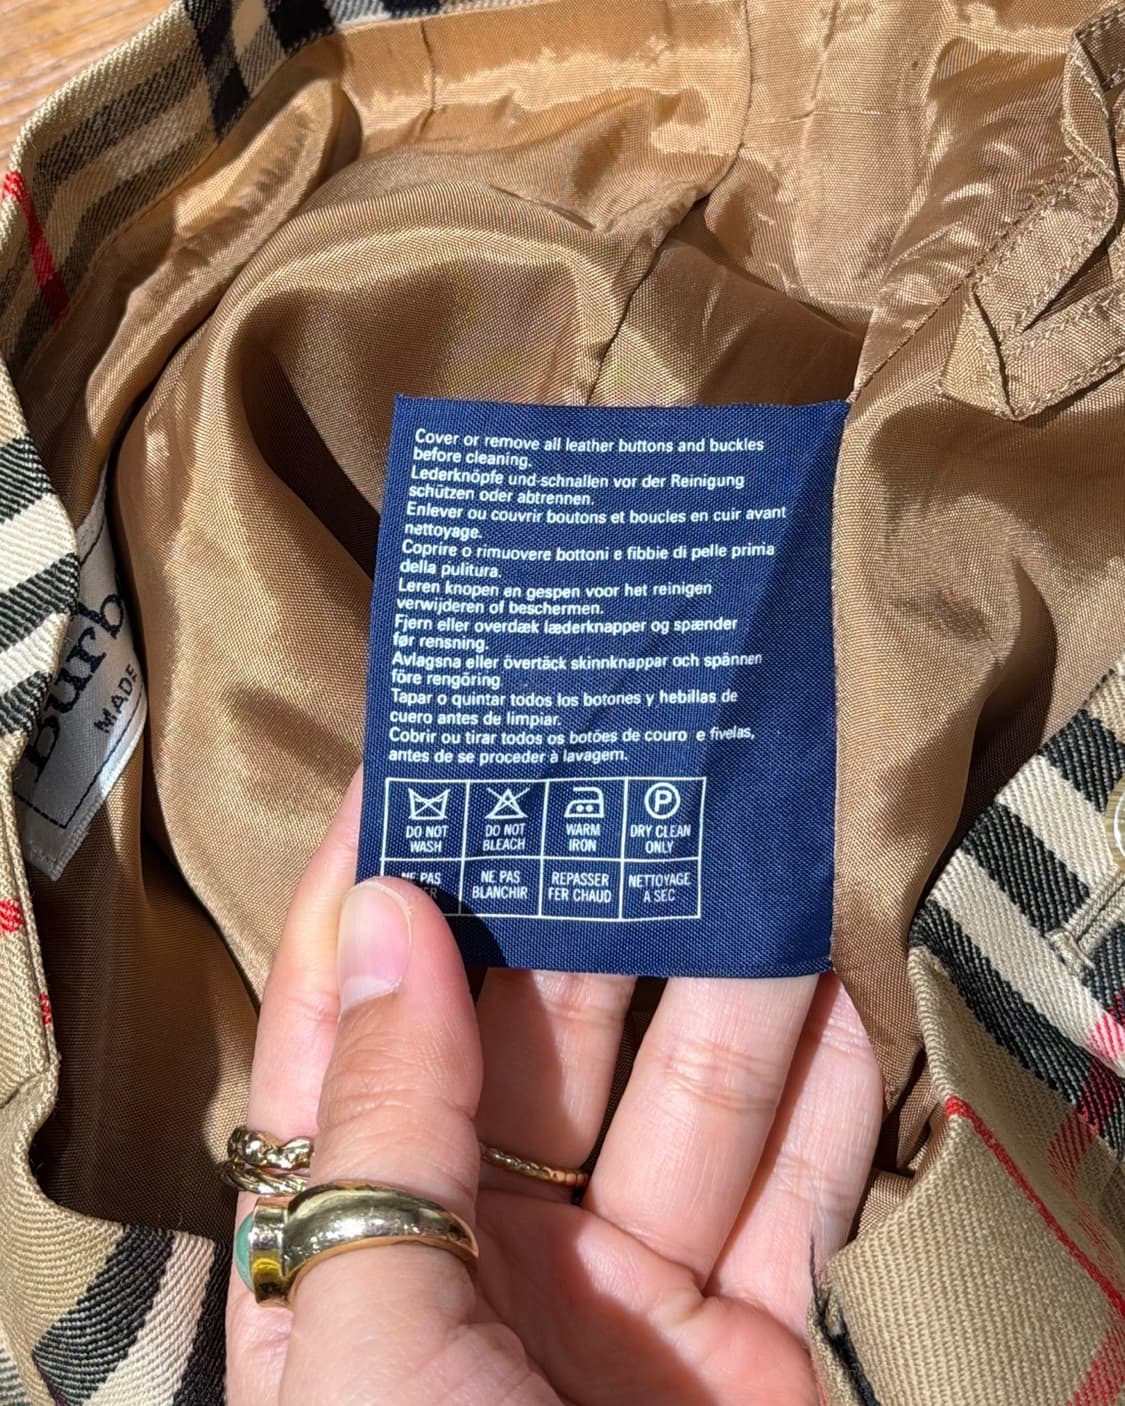 Cover or remove all leather buttons and buckles
before cleaning.
Lederknöpfe und-schnallen vor der Reinigung
schützen oder abtrennen.
Enlever ou couvrir boutons et boucles en cuir avant
nettoyage.
Coprire o rimuovere bottoni e fibbie di pelle prima
della pulitura.
Leren knopen en gespen voor het reinigen
verwijderen of beschermen.
Fjern eller overdæk læderknapper og spænder
før rensning.
Avlagsna eller övertäck skinnknappar och spännen
före rengöring
Tapar o quintar todos los botones y hebillas de
cuero antes de limpiar.
Cobrir ou tirar todos os botões de couro e fivelas,
antes de se proceder à lavagem.
P
DO NOT WASH
DO NOT BLEACH
WARM IRON
DRY CLEAN ONLY
NE PAS
NE PAS BLANCHIR
REPASSER FER CHAUD
NETTOYAGE A SEC
Burb
MADE